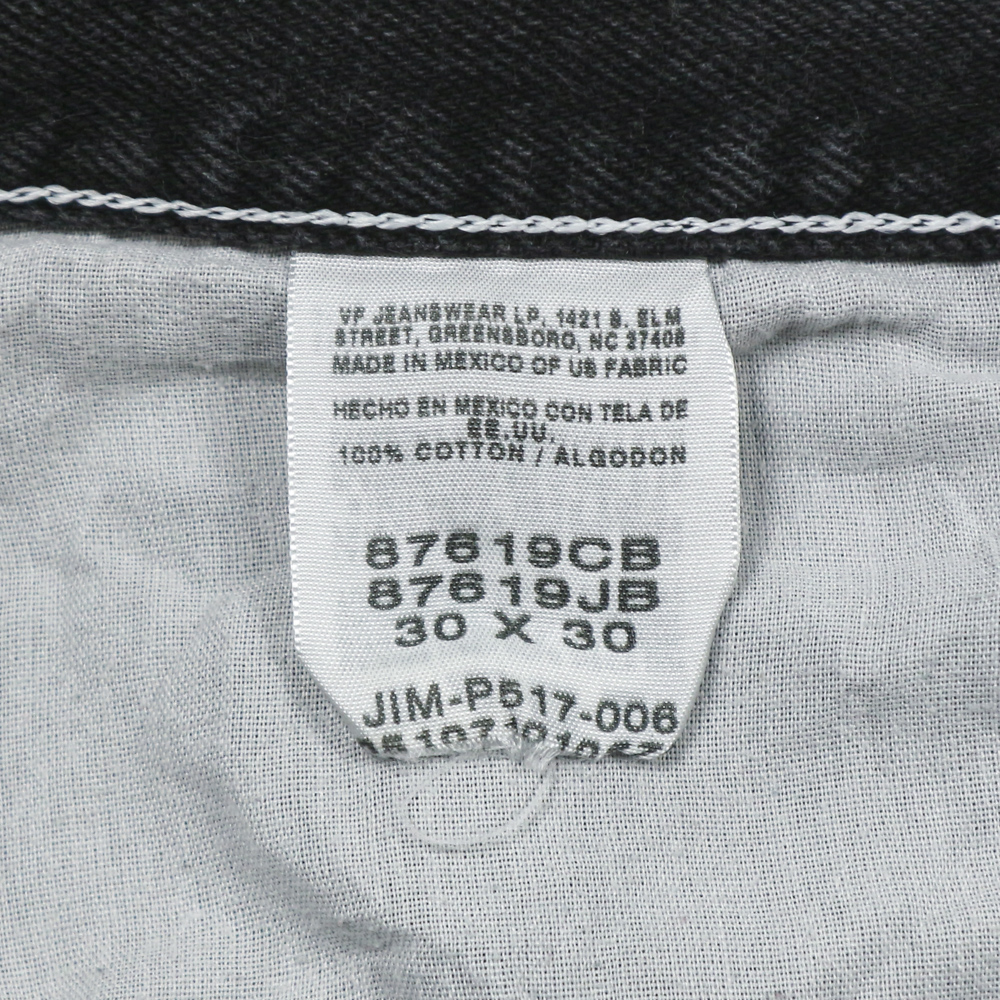 VF JEANSWEAR LP, 1421 S. ELM
STREET, GREENSBORO, NC 27406
MADE IN MEXICO OF US FABRIC
HECHO EN MEXICO CON TELA DE
EE.UU.
100% COTTON / ALGODON
87619CB
87619JB
30 X 30
JIM-P517-006